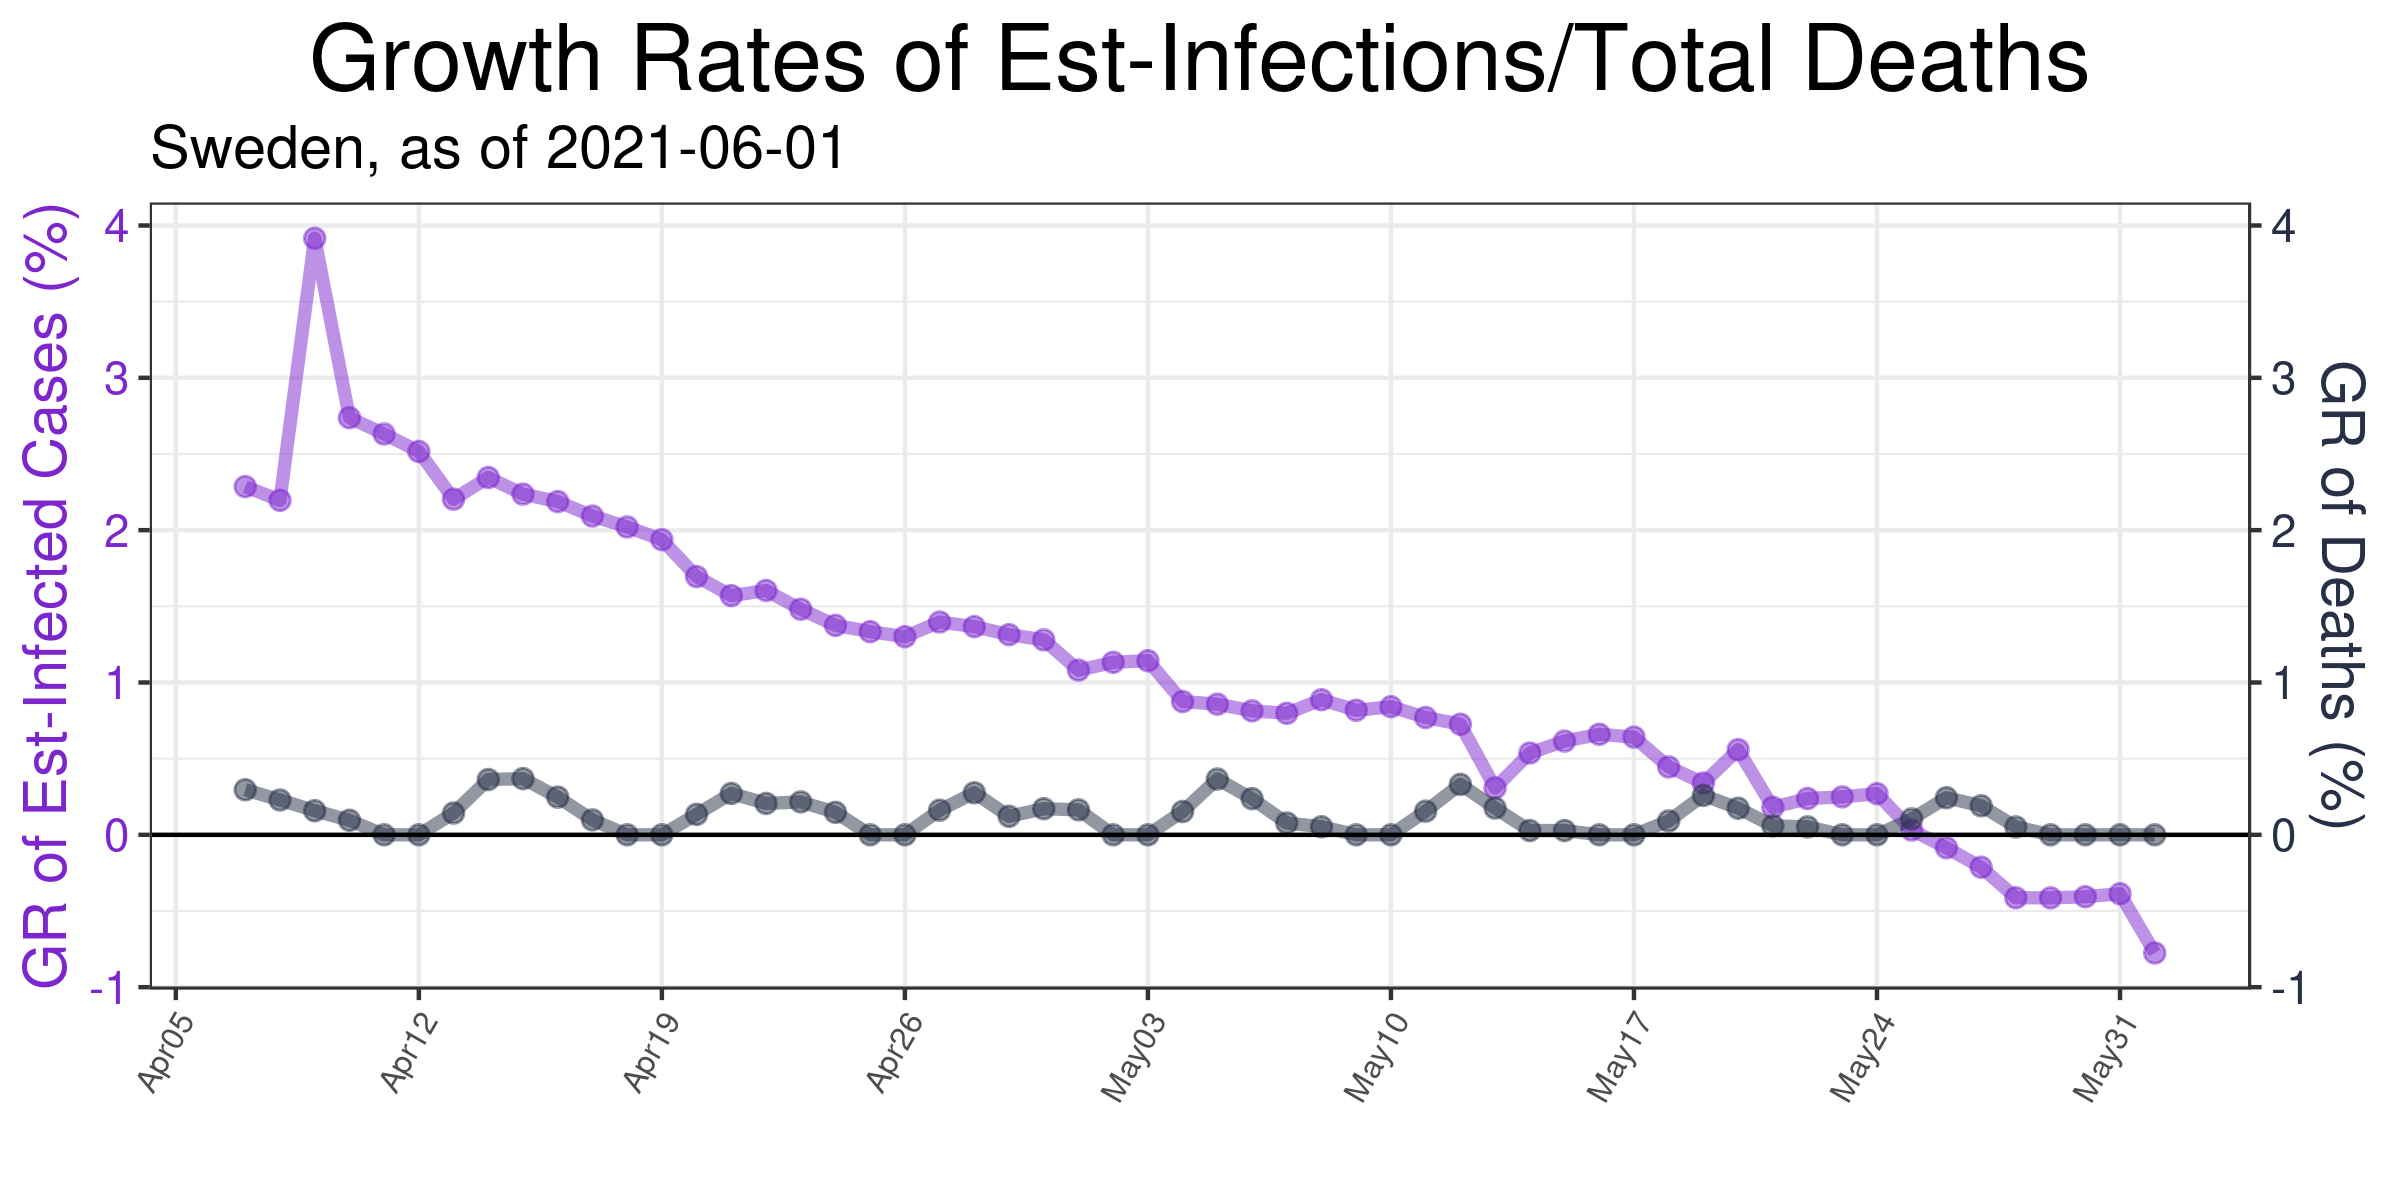 Growth Rates of Est-Infections/Total Deaths
Sweden, as of 2021-06-01
GR of Est-Infected Cases (%)
4
3
2
1
0
-1
4
3
2
1
0
-1
GR of Deaths (%)
Apr05
Apr12
Apr19
Apr26
May03
May10
May17
May24
May31